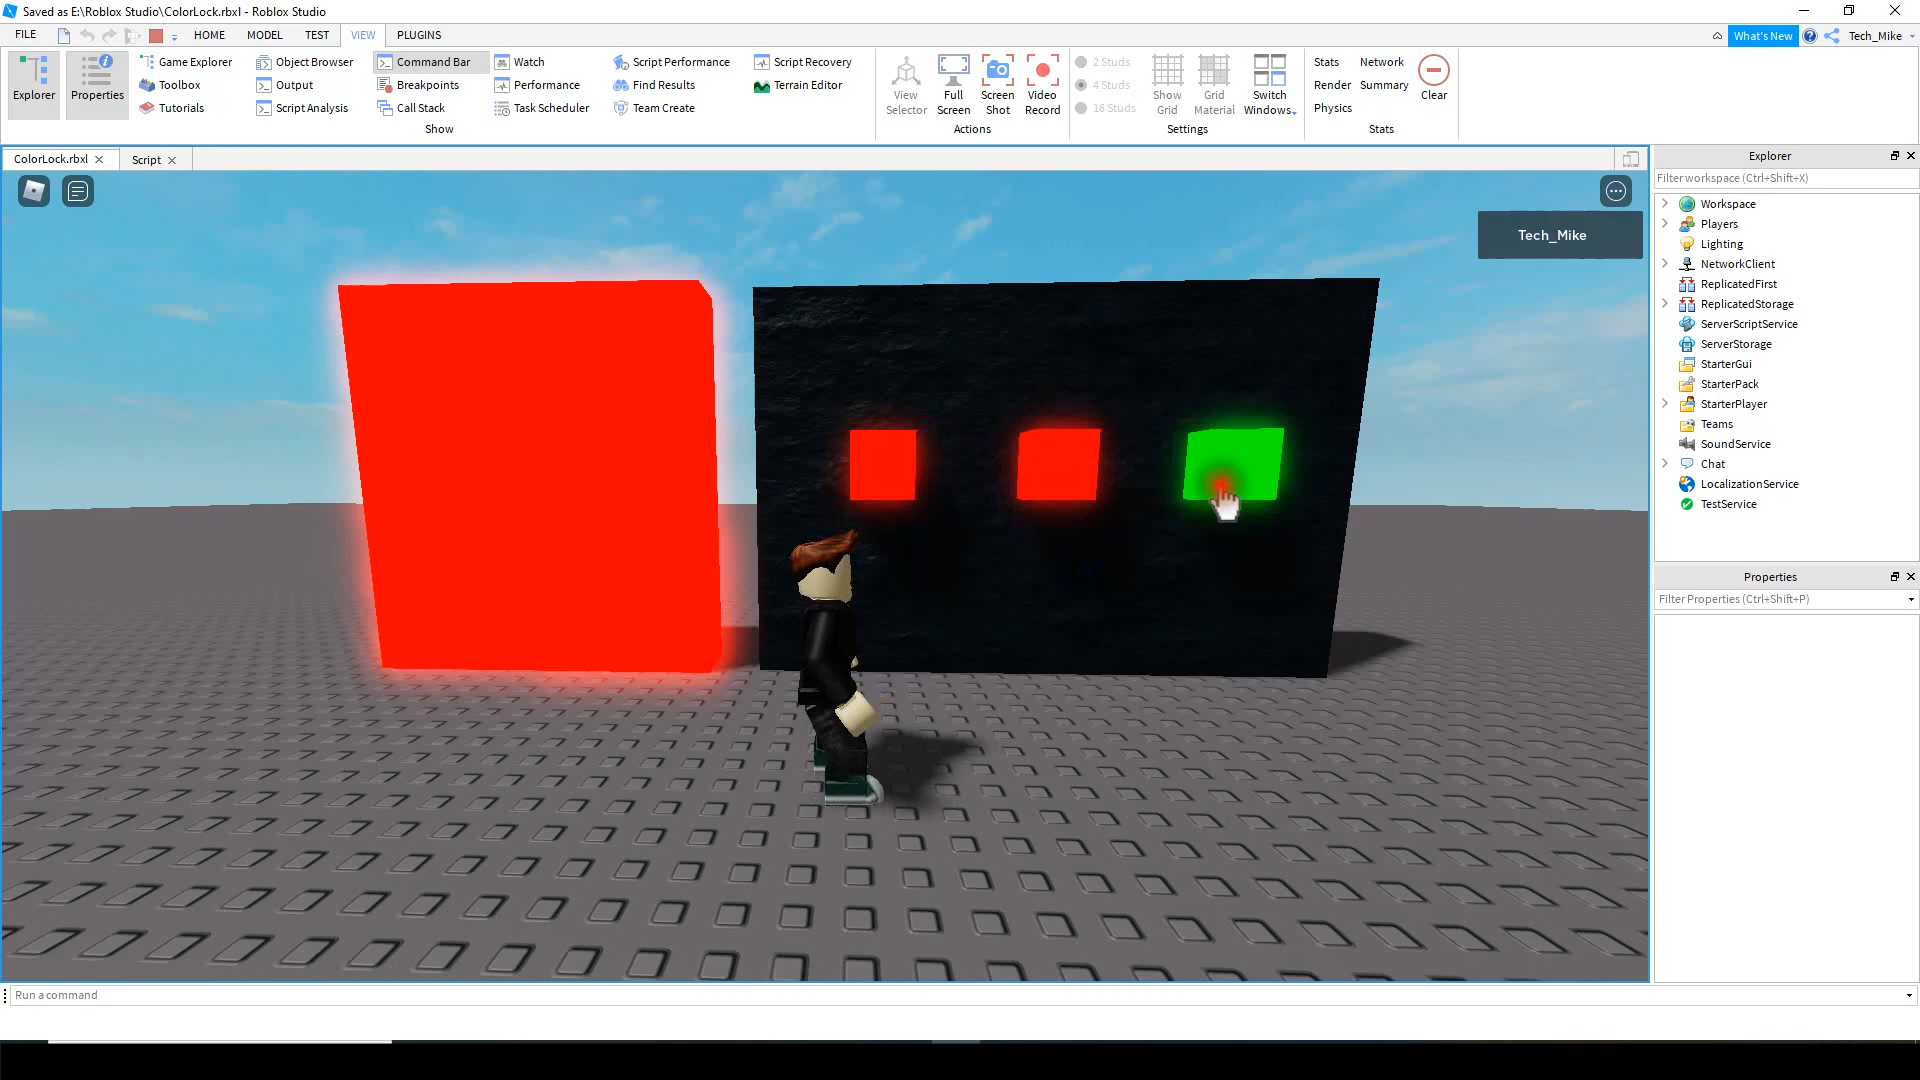 Saved as E:\Roblox Studio\ColorLock.rbxl - Roblox Studio
FILE HOME MODEL TEST VIEW PLUGINS What's New Tech_Mike
Explorer
Properties
Game Explorer
Toolbox
Tutorials
Object Browser
Output
Script Analysis
Command Bar
Breakpoints
Call Stack
Watch
Performance
Task Scheduler
Script Performance
Find Results
Team Create
Script Recovery
Terrain Editor
Show
View
Selector
Full
Screen
Screen
Shot
Video
Record
Actions
2 Studs
4 Studs
16 Studs
Show
Grid
Grid
Material
Switch
Windows
Settings
Stats
Render
Physics
Network
Summary
Clear
Stats
ColorLock.rbxl
Script
Tech_Mike
Explorer
Filter workspace (Ctrl+Shift+X)
Workspace
Players
Lighting
NetworkClient
ReplicatedFirst
ReplicatedStorage
ServerScriptService
ServerStorage
StarterGui
StarterPack
StarterPlayer
Teams
SoundService
Chat
LocalizationService
TestService
Properties
Filter Properties (Ctrl+Shift+P)
Run a command